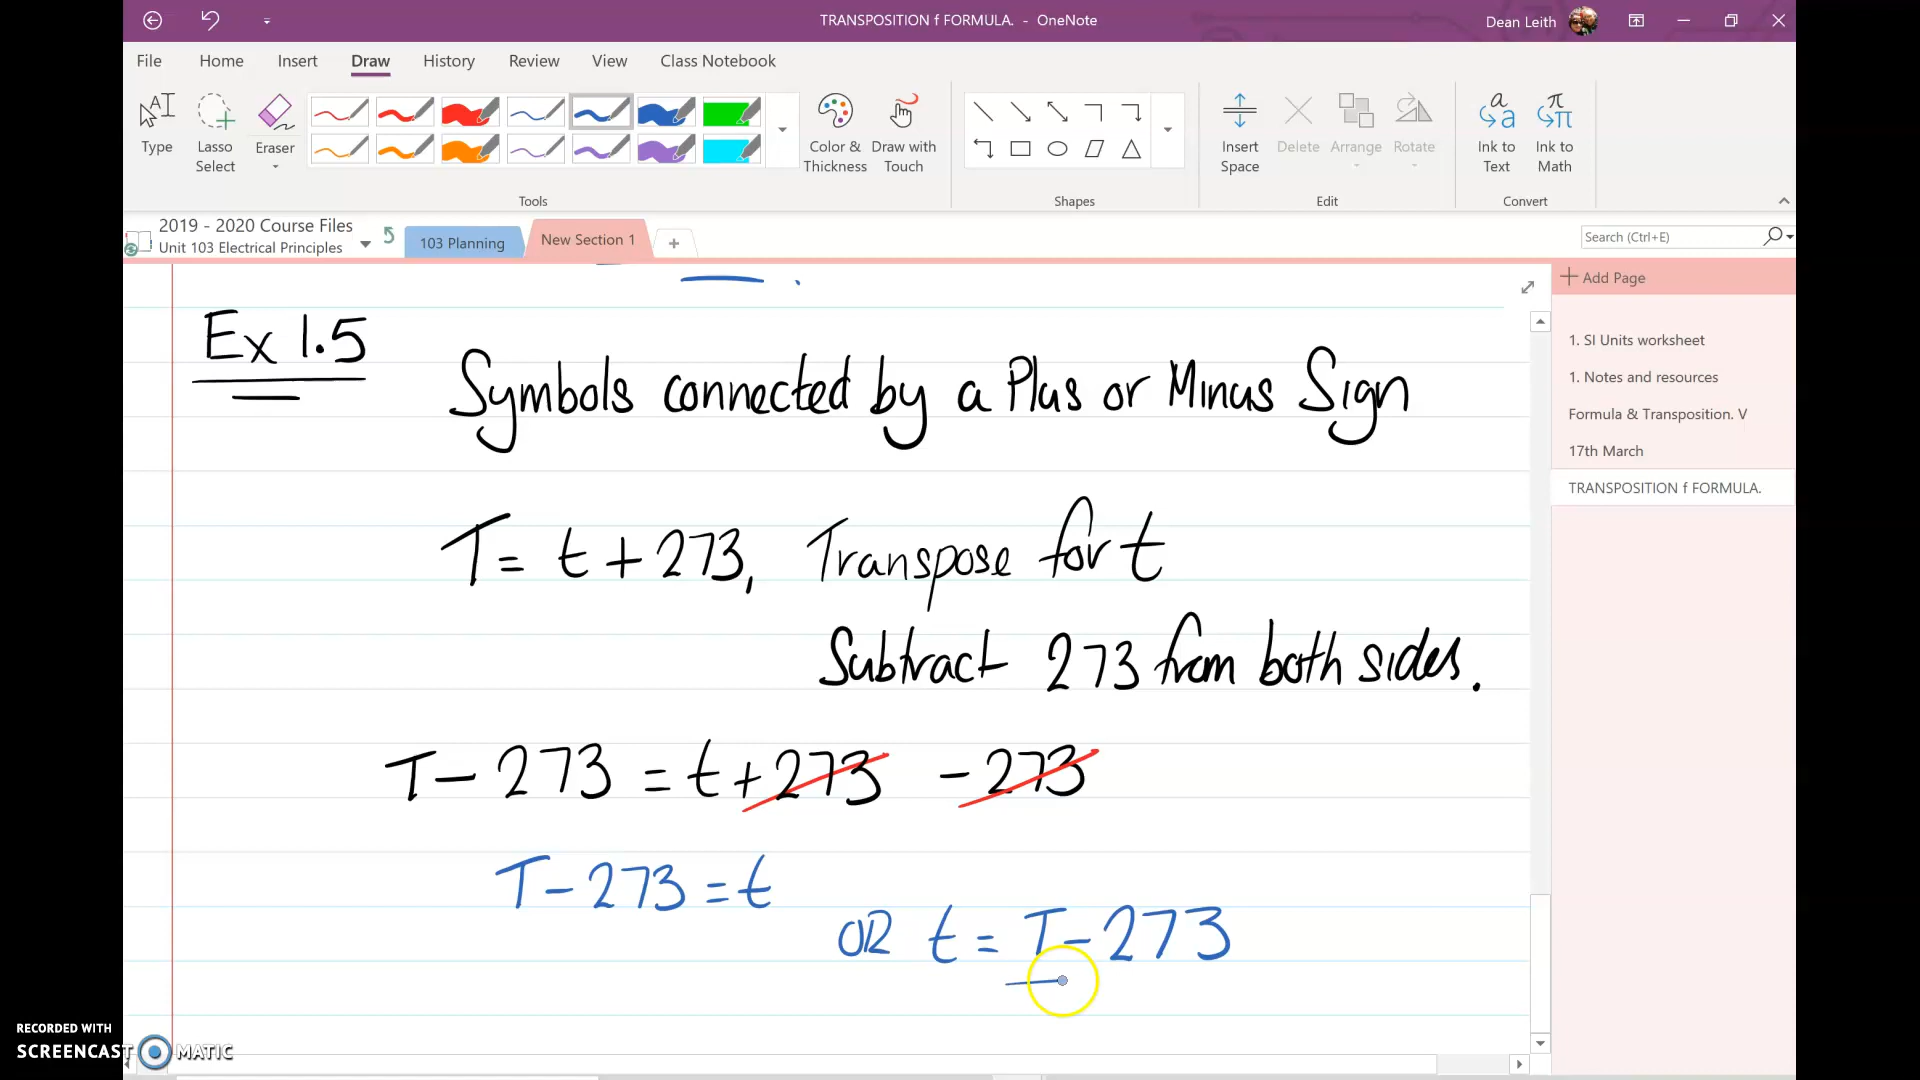 TRANSPOSITION f FORMULA. - OneNote
Dean Leith
File Home Insert Draw History Review View Class Notebook
Type
Lasso Select
Eraser
Color & Thickness
Draw with Touch
Insert Space
Delete
Arrange
Rotate
Ink to Text
Ink to Math
Tools
Shapes
Edit
Convert
2019 - 2020 Course Files
Unit 103 Electrical Principles
103 Planning
New Section 1
Search (Ctrl+E)
Add Page
1. SI Units worksheet
1. Notes and resources
Formula & Transposition. V
17th March
TRANSPOSITION f FORMULA.
Ex 1.5
Symbols connected by a Plus or Minus Sign
T = t + 273, Transpose for t
Subtract 273 from both sides.
T - 273 = t + 273 - 273
T - 273 = t
OR t = T - 273
RECORDED WITH
SCREENCAST MATIC